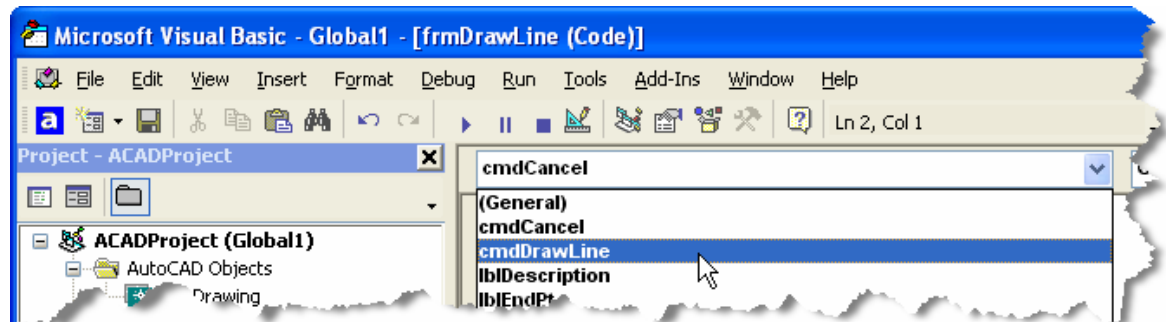 Microsoft Visual Basic - Global1 - [frmDrawLine (Code)]
File Edit View Insert Format Debug Run Tools Add-Ins Window Help
a Ln 2, Col 1
Project - ACADProject
cmdCancel
(General)
cmdCancel
cmdDrawLine
lblDescription
lblEndPt
ACADProject (Global1)
AutoCAD Objects
Drawing